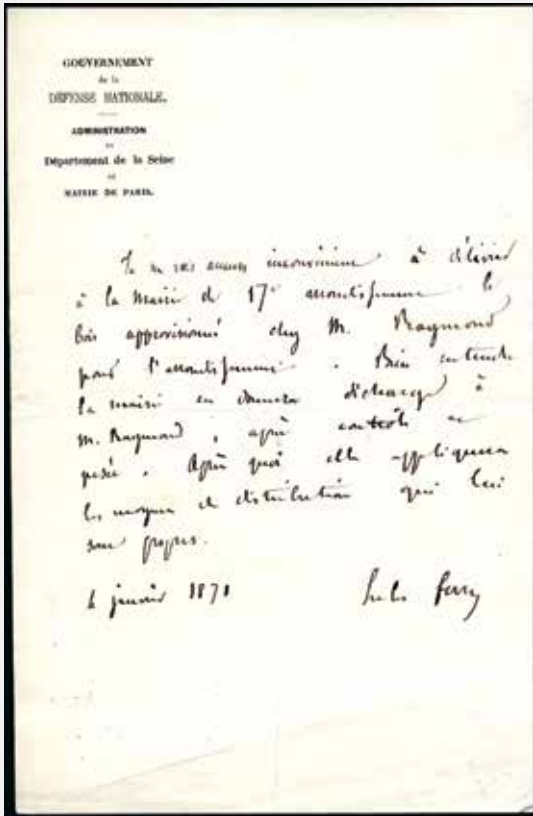 GOUVERNEMENT
de la
DÉFENSE NATIONALE.
ADMINISTRATION
du
Département de la Seine
et
MAIRIE DE PARIS.
Je ne vois aucun inconvénient à délivrer
à la Mairie du 17e arrondissement le
bois approvisionné chez M. Raymond
pour l'arrondissement. Bien entendu
la mairie en donnera décharge à
M. Raymond, après contrôle et
pesée. Après quoi elle appliquera
les moyens de distribution qui lui
sont propres.
4 janvier 1871 Jules Ferry